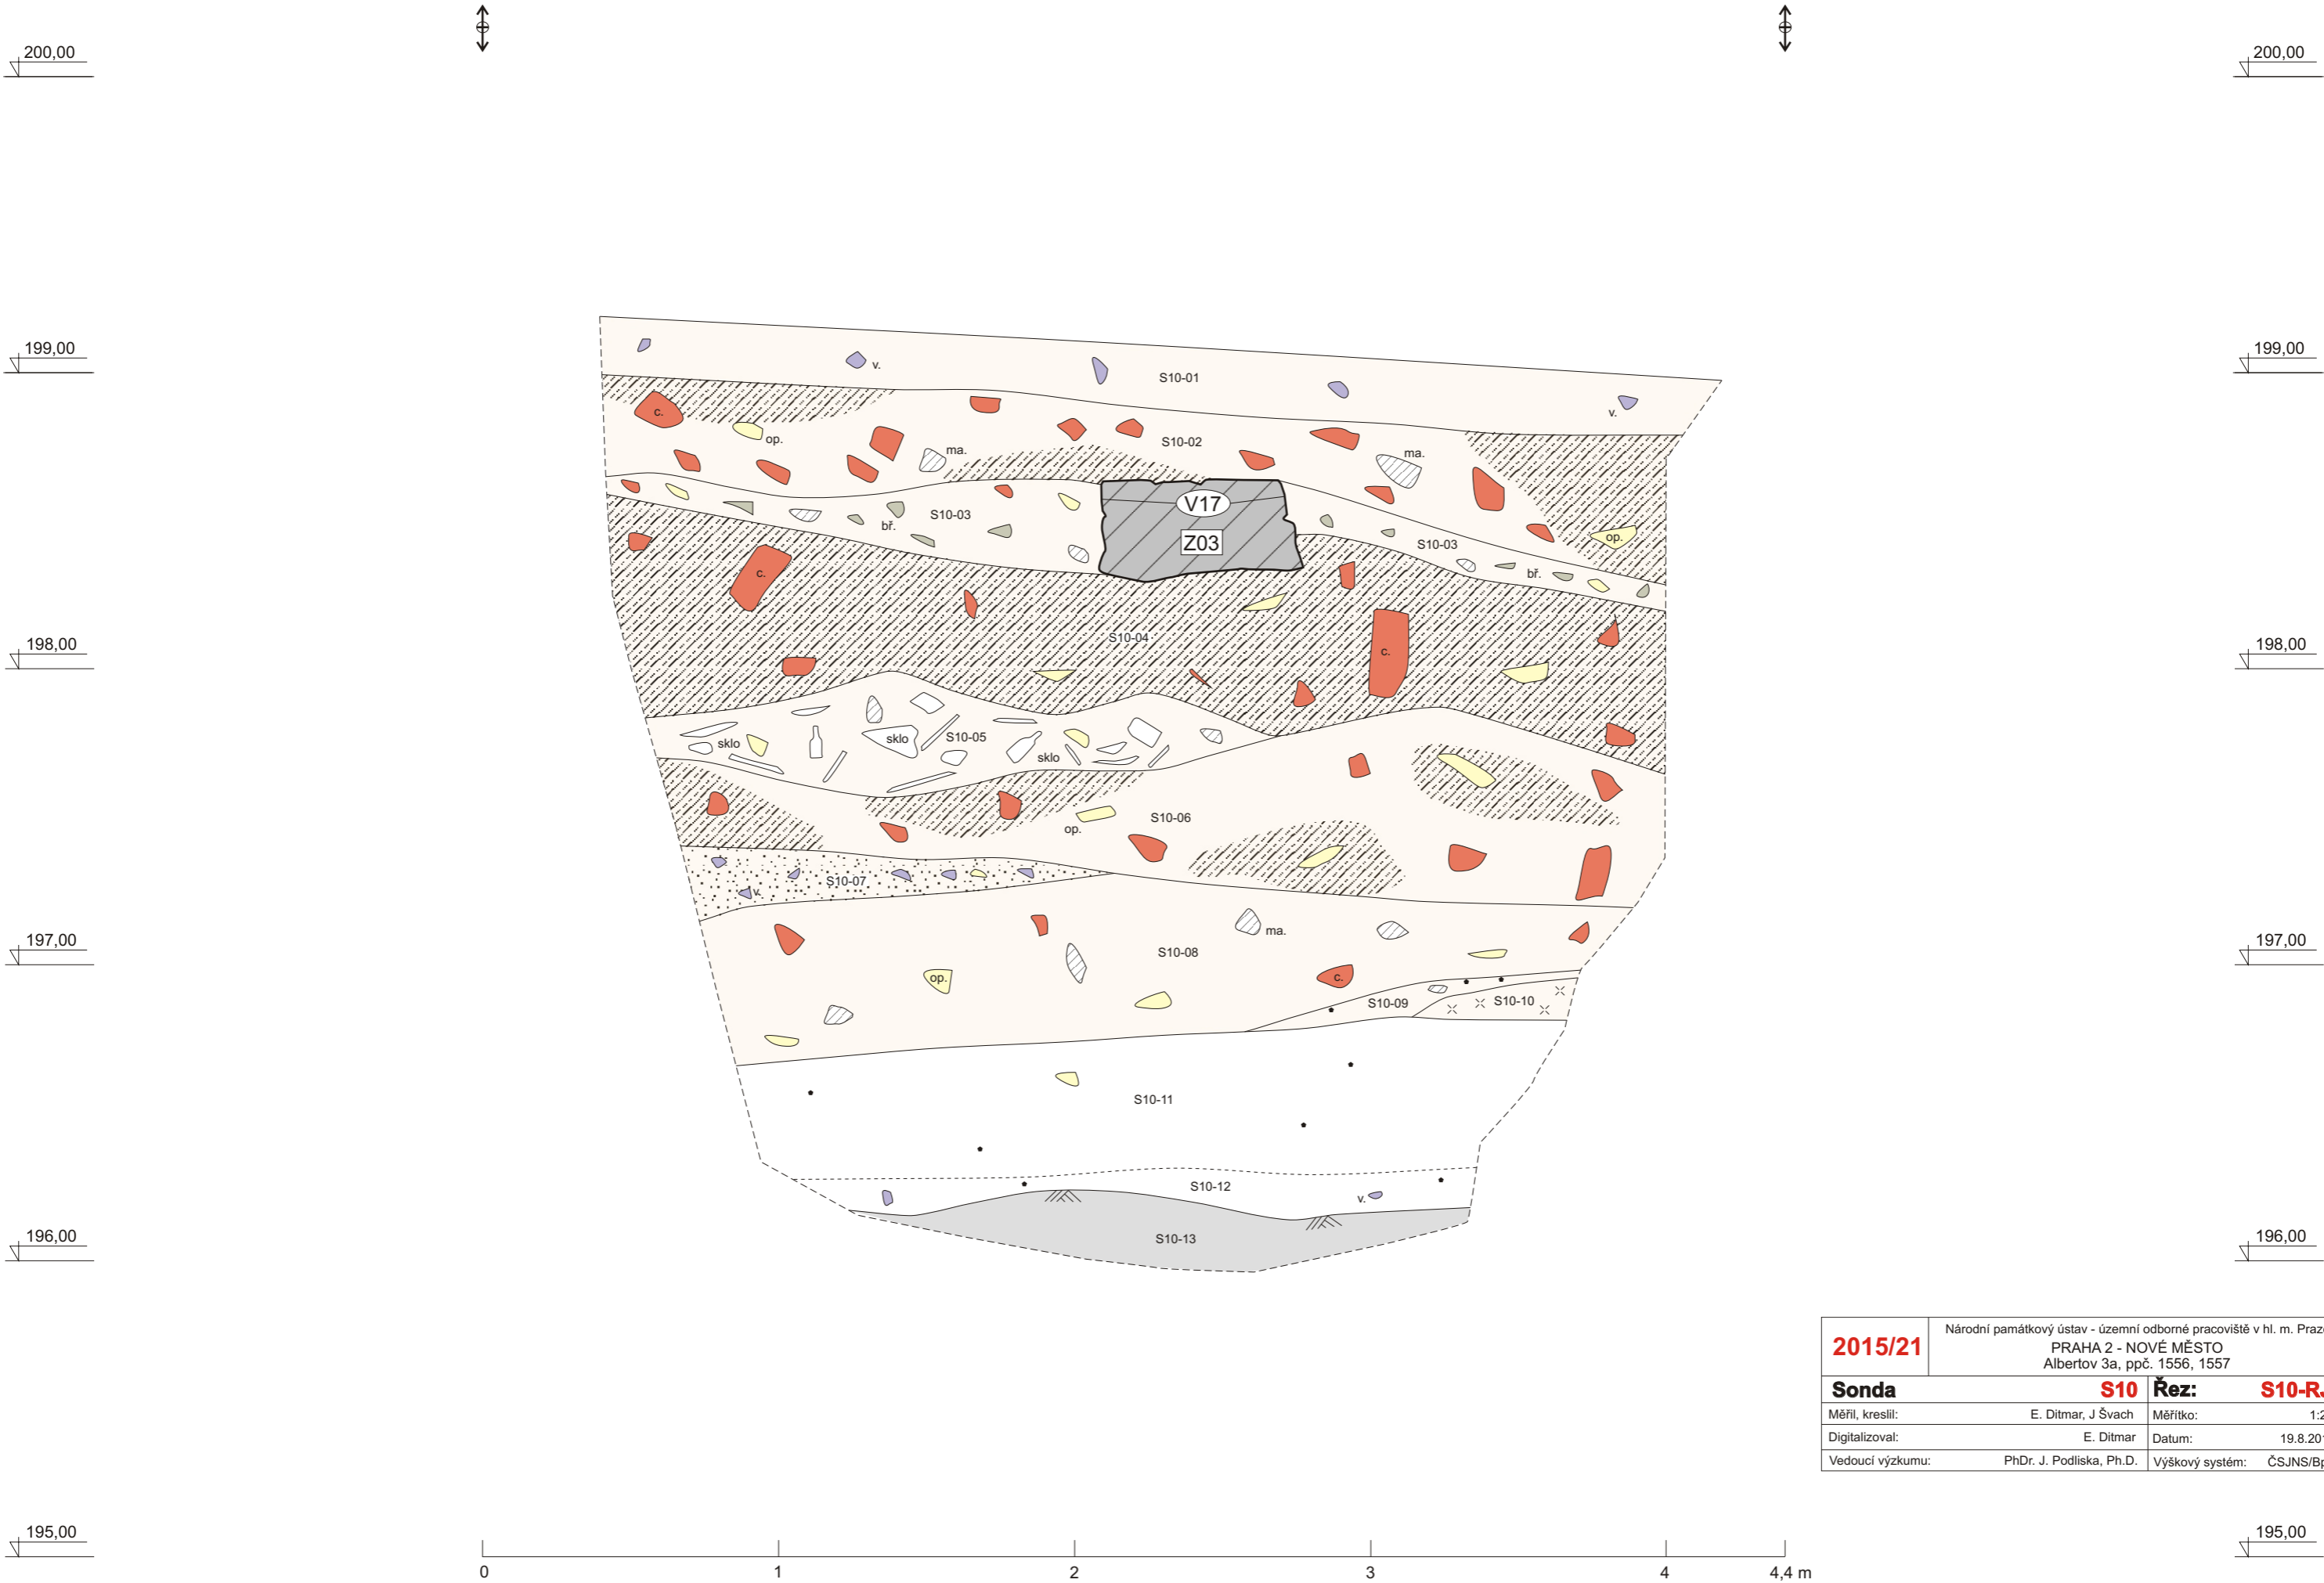 200,00
200,00
199,00
199,00
v.
S10-01
v.
c.
op.
S10-02
ma.
ma.
S10-03
bř.
V17
Z03
S10-03
op.
bř.
c.
S10-04
c.
198,00
198,00
sklo
sklo
S10-05
sklo
S10-06
op.
S10-07
v.
ma.
S10-08
197,00
197,00
op.
c.
S10-09
S10-10
S10-11
S10-12
v.
S10-13
196,00
196,00
2015/21
Národní památkový ústav - územní odborné pracoviště v hl. m.
PRAHA 2 - NOVÉ MĚSTO
Albertov 3a, ppč. 1556, 1557
Sonda S10 Řez:
Měřil, kreslil: E. Ditmar, J Švach Měřítko:
Digitalizoval: E. Ditmar Datum:
Vedoucí výzkumu: PhDr. J. Podliska, Ph.D. Výškový systém:
195,00
195,00
0 1 2 3 4 4,4 m